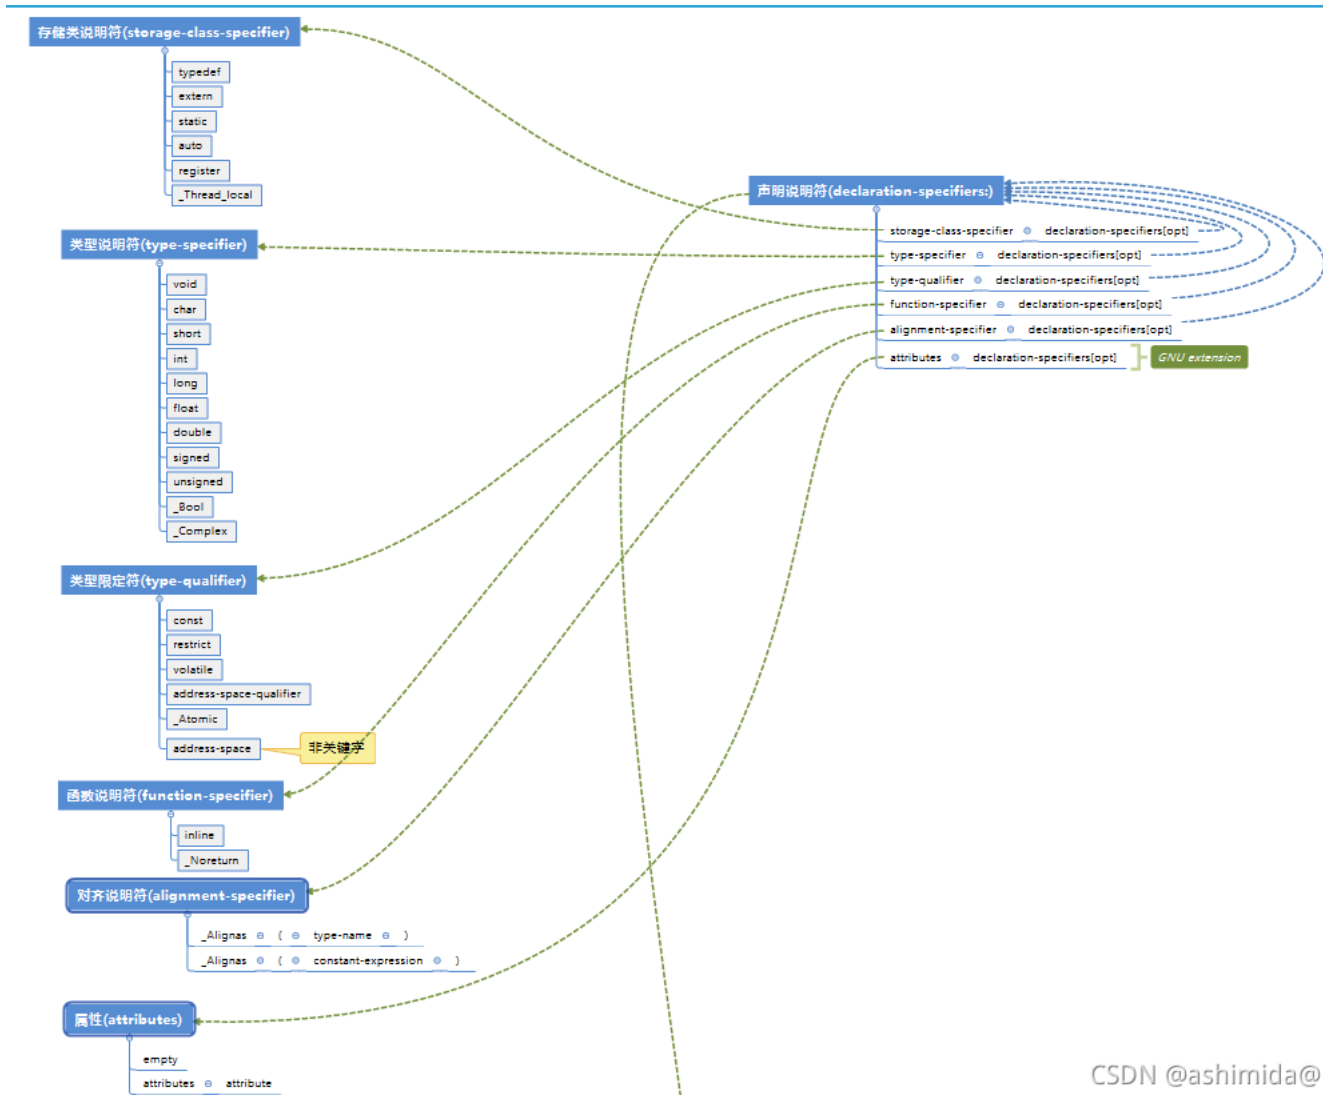 存储类说明符(storage-class-specifier)
typedef
extern
static
auto
register
_Thread_local
类型说明符(type-specifier)
void
char
short
int
long
float
double
signed
unsigned
_Bool
_Complex
类型限定符(type-qualifier)
const
restrict
volatile
address-space-qualifier
_Atomic
address-space
非关键字
函数说明符(function-specifier)
inline
_Noreturn
对齐说明符(alignment-specifier)
_Alignas ( type-name )
_Alignas ( constant-expression )
属性(attributes)
empty
attributes attribute
声明说明符(declaration-specifiers:)
storage-class-specifier declaration-specifiers[opt]
type-specifier declaration-specifiers[opt]
type-qualifier declaration-specifiers[opt]
function-specifier declaration-specifiers[opt]
alignment-specifier declaration-specifiers[opt]
attributes declaration-specifiers[opt]
GNU extension
CSDN @ashimida@